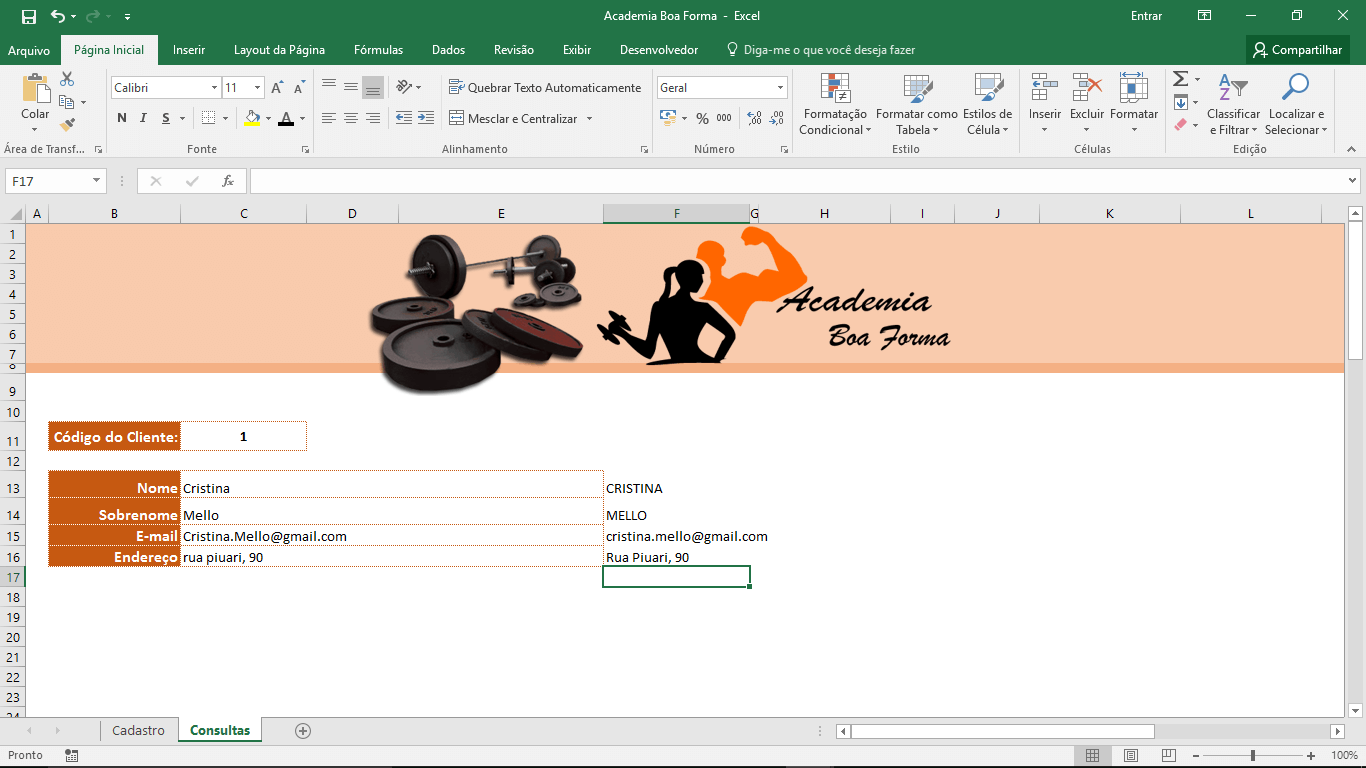 Academia Boa Forma - Excel
Entrar
Arquivo Página Inicial Inserir Layout da Página Fórmulas Dados Revisão Exibir Desenvolvedor Diga-me o que você deseja fazer Compartilhar
Colar
Área de Transf...
Calibri 11
N I S A
Fonte
Quebrar Texto Automaticamente
Mesclar e Centralizar
Alinhamento
Geral
% 000
Número
Formatação Condicional
Formatar como Tabela
Estilos de Célula
Estilo
Inserir Excluir Formatar
Células
Classificar e Filtrar
Localizar e Selecionar
Edição
F17 fx
A B C D E F G H I J K L
1
2
3
4
5
6
7
8
Academia
Boa Forma
9
10
11 Código do Cliente: 1
12
13 Nome Cristina CRISTINA
14 Sobrenome Mello MELLO
15 E-mail Cristina.Mello@gmail.com cristina.mello@gmail.com
16 Endereço rua piuari, 90 Rua Piuari, 90
17
18
19
20
21
22
23
24
Cadastro Consultas
Pronto 100%